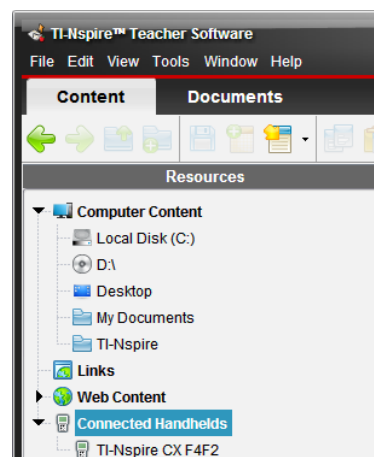 TI-Nspire™ Teacher Software
File Edit View Tools Window Help
Content Documents
Resources
Computer Content
Local Disk (C:)
D:\
Desktop
My Documents
TI-Nspire
Links
Web Content
Connected Handhelds
TI-Nspire CX F4F2